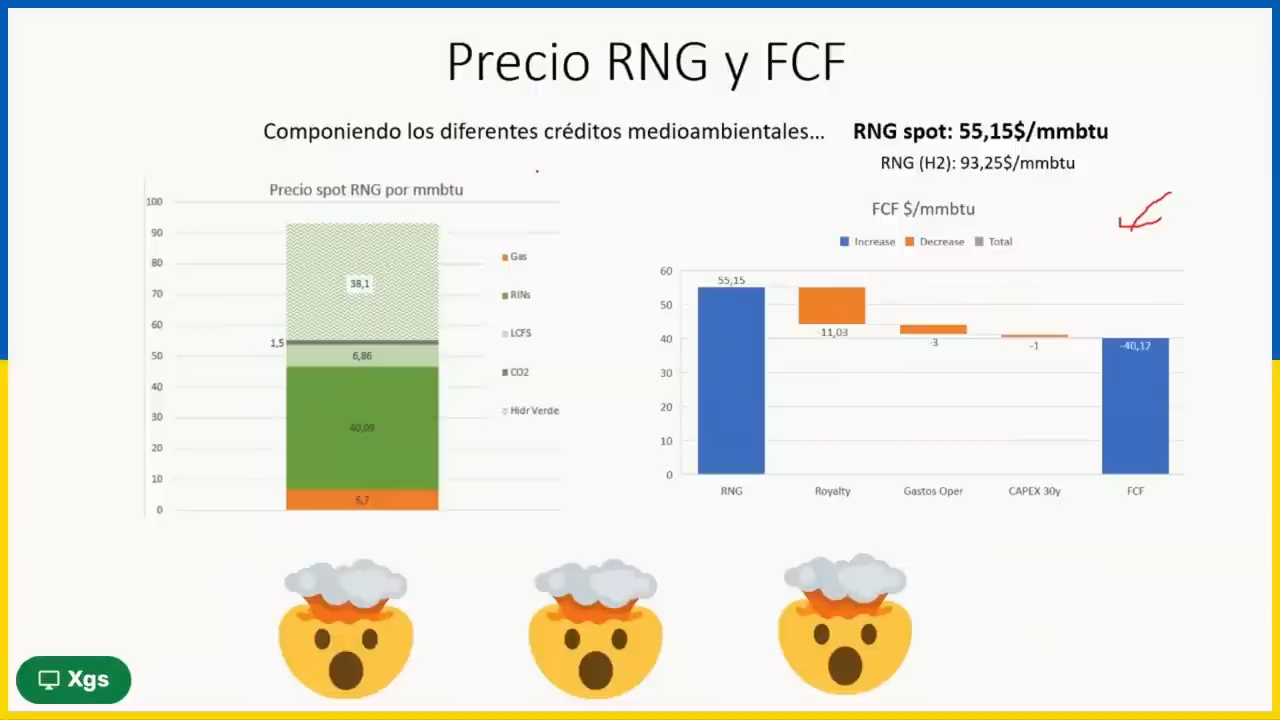 Precio RNG y FCF
Componiendo los diferentes créditos medioambientales...
RNG spot: 55,15$/mmbtu
RNG (H2): 93,25$/mmbtu
Precio spot RNG por mmbtu
100
90
80
70
60
50
40
30
20
10
0
38,1
1,5
6,86
40,09
6,7
Gas
RINs
LCFS
CO2
Hidr Verde
FCF $/mmbtu
Increase Decrease Total
60
50
40
30
20
10
0
55,15
-11,03
-3
-1
-40,12
RNG Royalty Gastos Oper CAPEX 30y FCF
Xgs